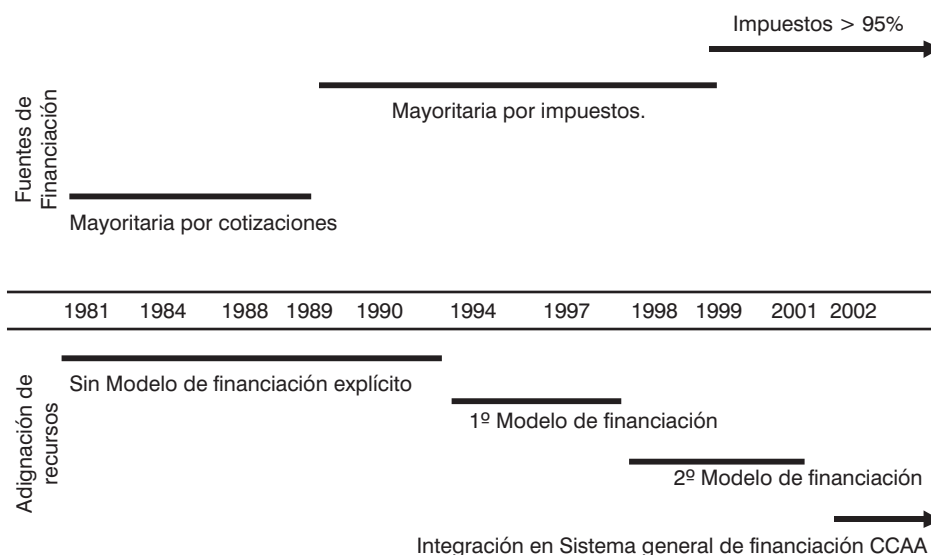 Impuestos > 95%
Mayoritaria por impuestos.
Fuentes de
Financiación
Mayoritaria por cotizaciones
1981 1984 1988 1989 1990 1994 1997 1998 1999 2001 2002
Sin Modelo de financiación explícito
Adignación de
recursos
1º Modelo de financiación
2º Modelo de financiación
Integración en Sistema general de financiación CCAA